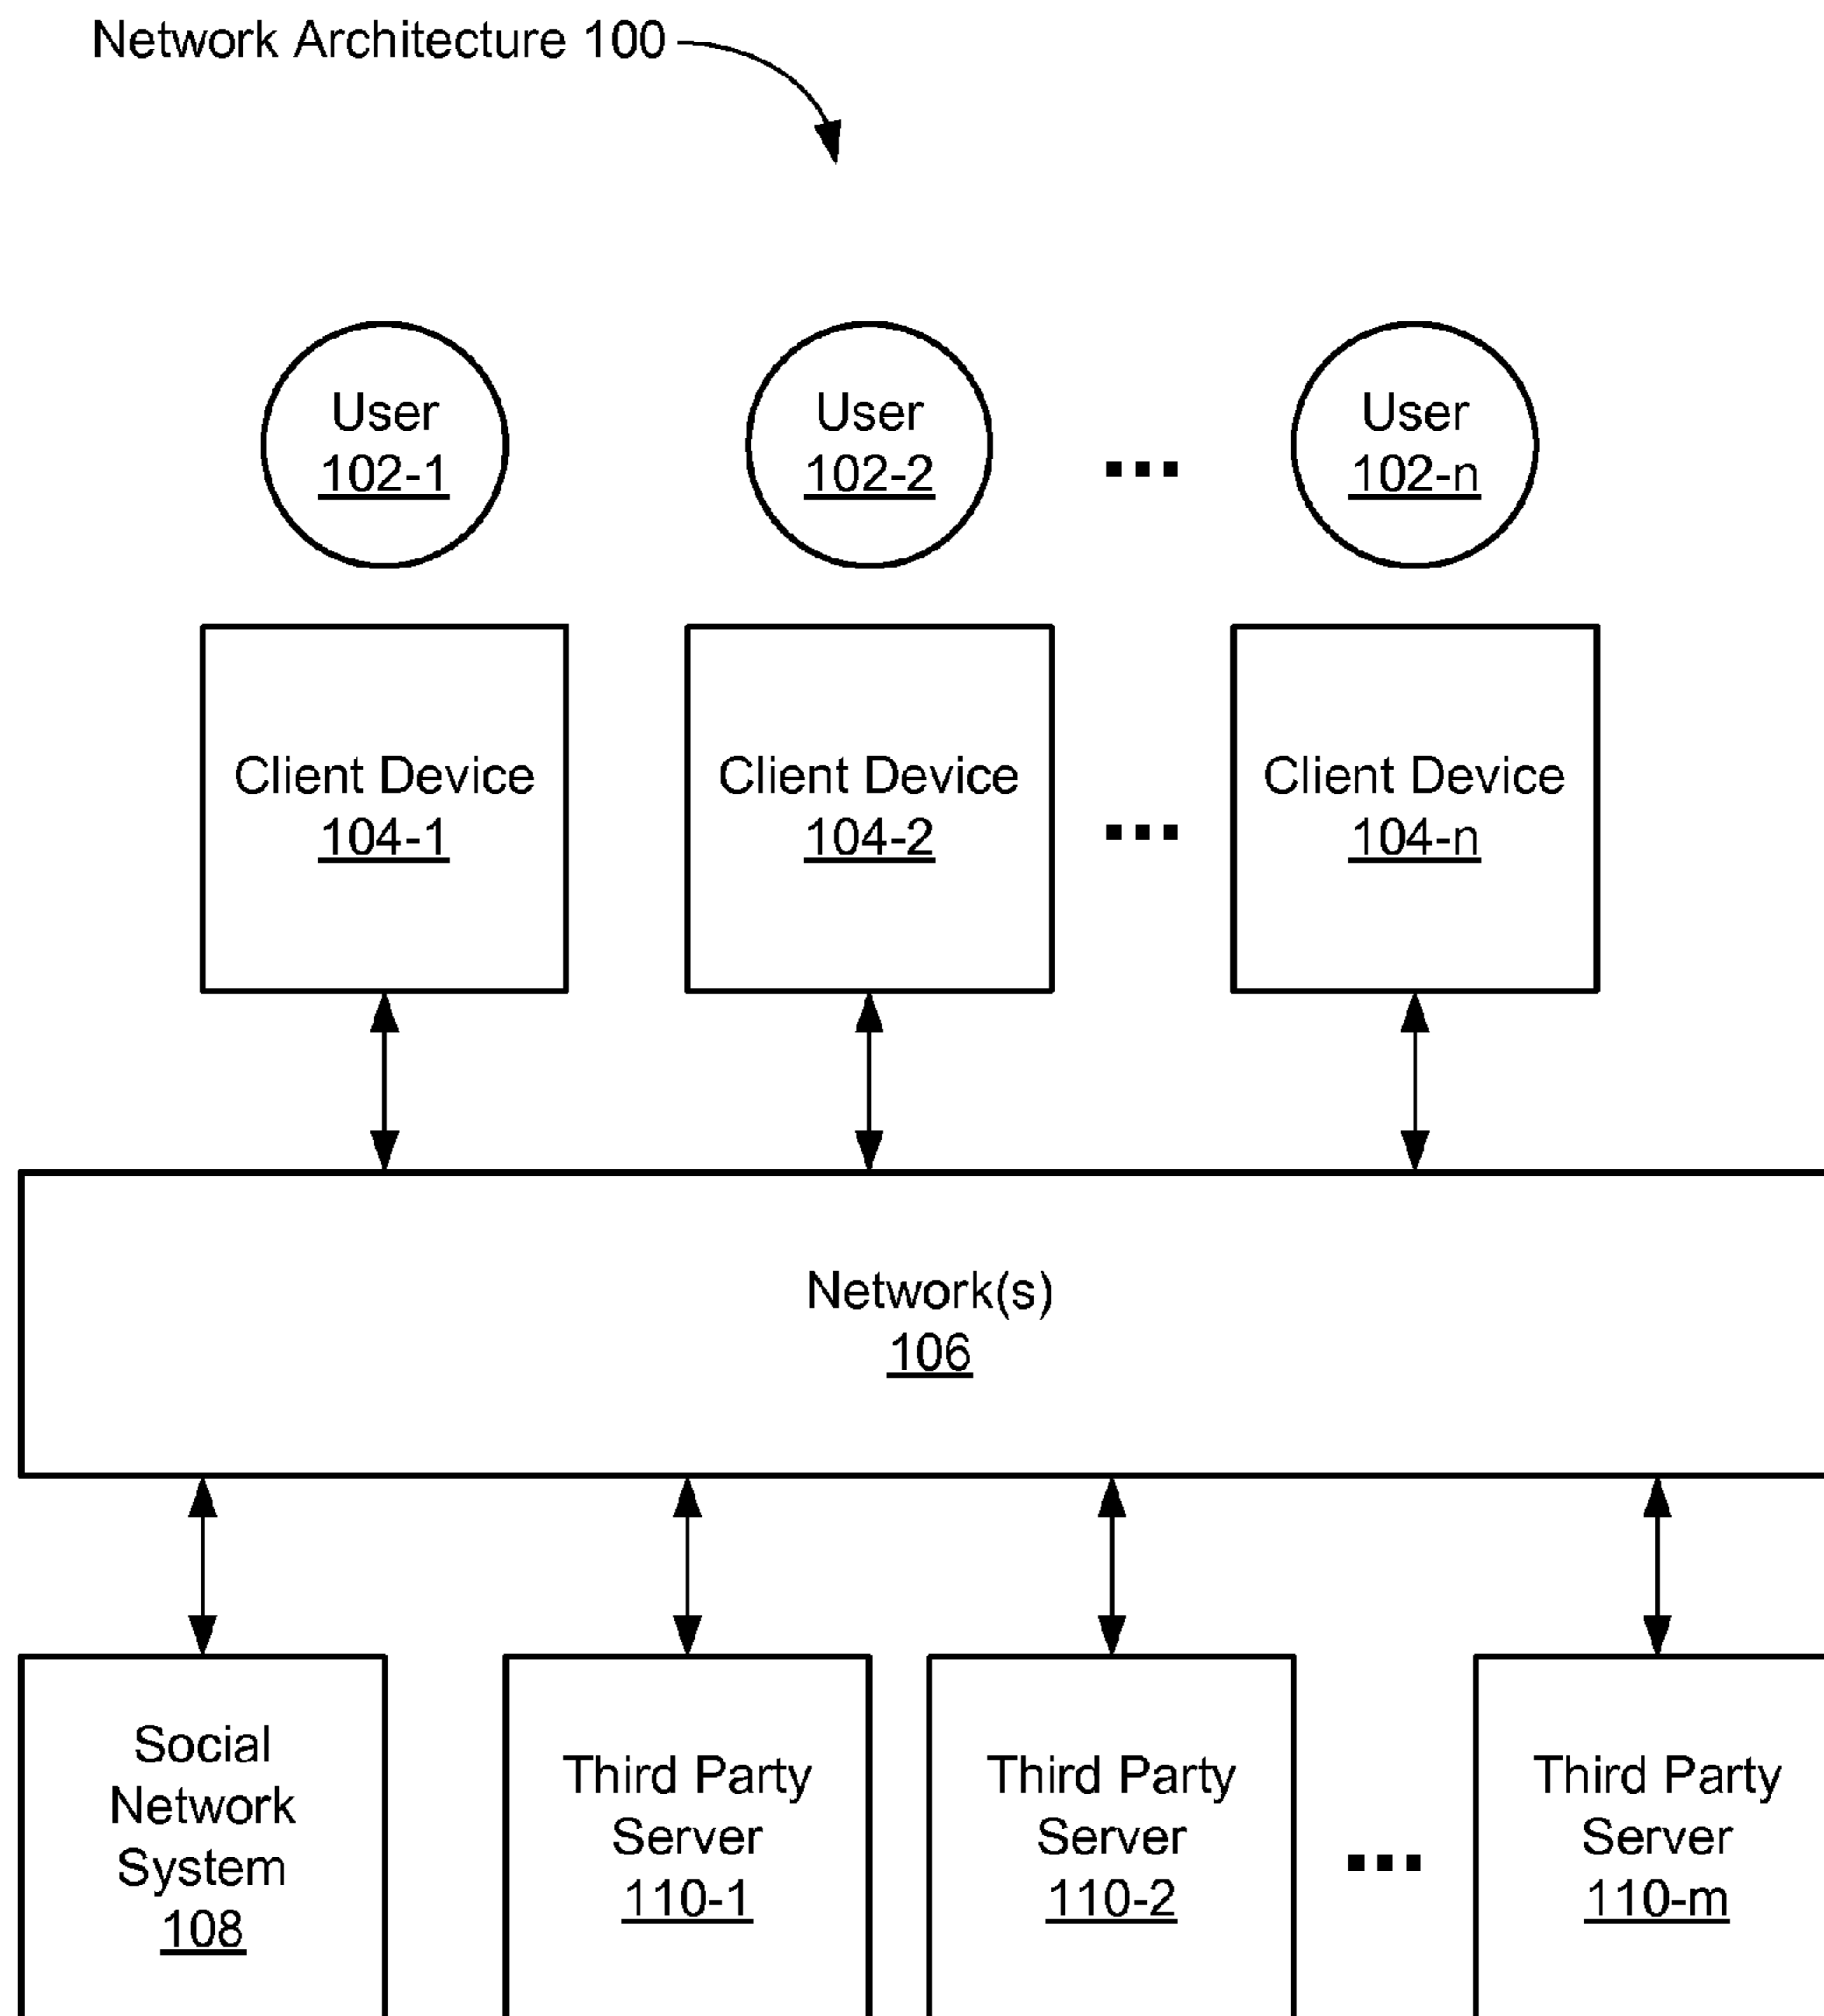 Network Architecture 100
User
102-1
User
102-2
...
User
102-n
Client Device
104-1
Client Device
104-2
...
Client Device
104-n
Network(s)
106
Social
Network
System
108
Third Party
Server
110-1
Third Party
Server
110-2
...
Third Party
Server
110-m